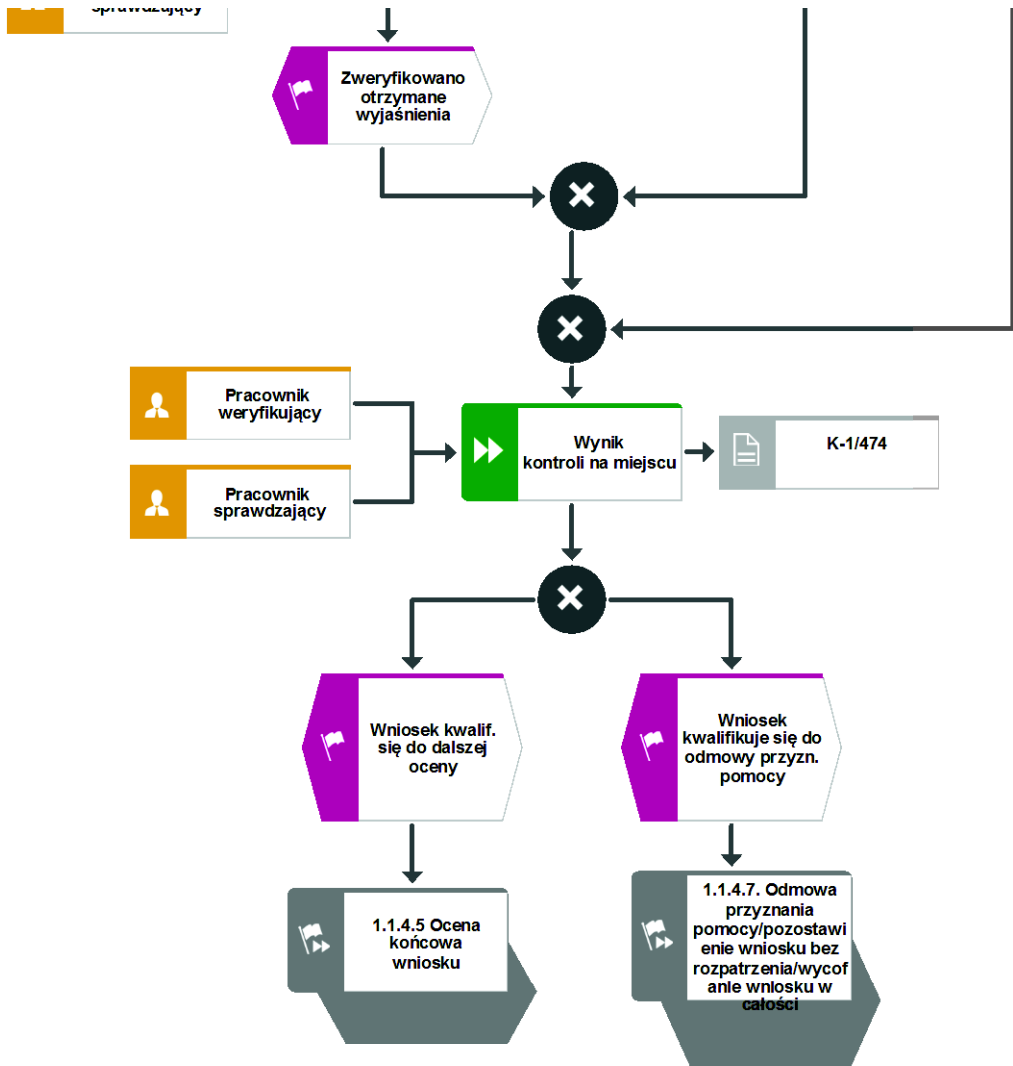 sprawdzający
Zweryfikowano
otrzymane
wyjaśnienia
Pracownik
weryfikujący
Wynik
kontroli na miejscu
K-1/474
Pracownik
sprawdzający
Wniosek kwalif.
się do dalszej
oceny
Wniosek
kwalifikuje się do
odmowy przyzn.
pomocy
1.1.4.5 Ocena
końcowa
wniosku
1.1.4.7. Odmowa
przyznania
pomocy/pozostawi
enie wniosku bez
rozpatrzenia/wycof
anie wniosku w
całości